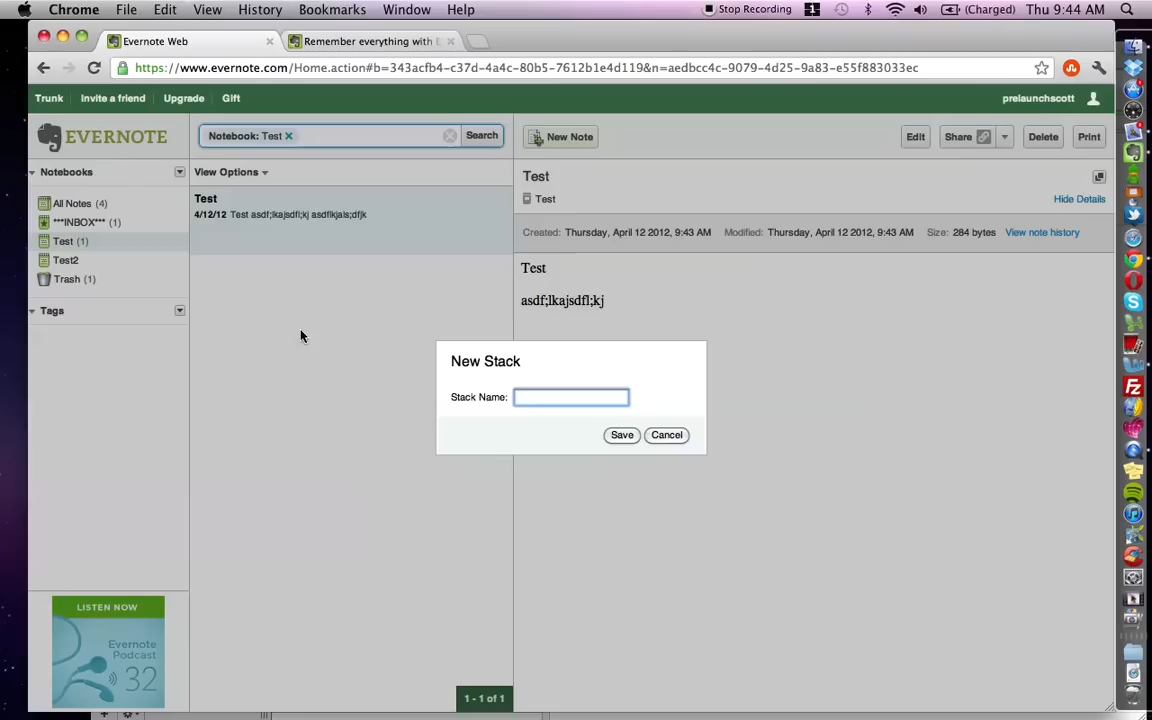 Chrome File Edit View History Bookmarks Window Help Stop Recording 1 (Charged) Thu 9:44 AM
Evernote Web Remember everything with E
https://www.evernote.com/Home.action#b=343acfb4-c37d-4a4c-80b5-7612b1e4d119&n=aedbcc4c-9079-4d25-9a83-e55f883033ec
Trunk Invite a friend Upgrade Gift prelaunchscott
EVERNOTE Notebook: Test Search New Note Edit Share Delete Print
Notebooks
All Notes (4)
***INBOX*** (1)
Test (1)
Test2
Trash (1)
Tags
LISTEN NOW
Evernote
Podcast
32
View Options
Test
4/12/12 Test asdf;lkajsdfl;kj asdflkjals;dfjk
1 - 1 of 1
Test
Test Hide Details
Created: Thursday, April 12 2012, 9:43 AM Modified: Thursday, April 12 2012, 9:43 AM Size: 284 bytes View note history
Test
asdf;lkajsdfl;kj
New Stack
Stack Name:
Save Cancel
Fz